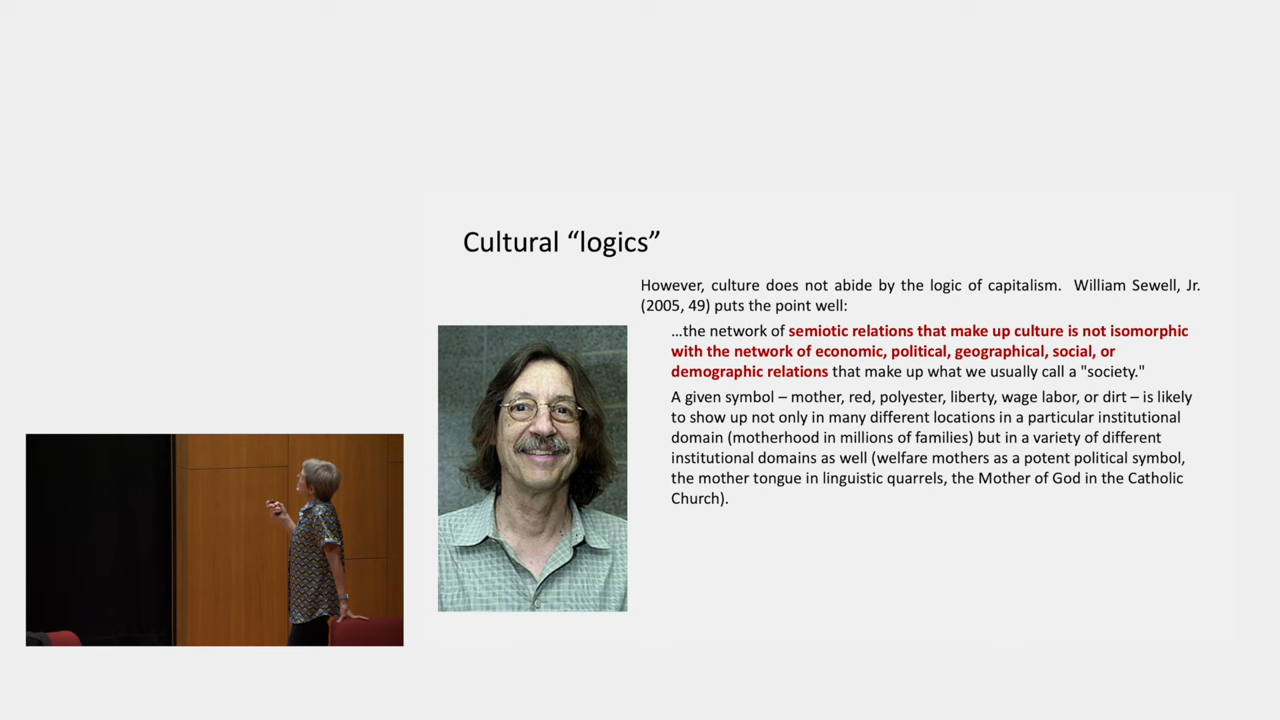 Cultural “logics”
However, culture does not abide by the logic of capitalism.  William Sewell, Jr.
(2005, 49) puts the point well:
…the network of semiotic relations that make up culture is not isomorphic
with the network of economic, political, geographical, social, or
demographic relations that make up what we usually call a "society."
A given symbol – mother, red, polyester, liberty, wage labor, or dirt – is likely
to show up not only in many different locations in a particular institutional
domain (motherhood in millions of families) but in a variety of different
institutional domains as well (welfare mothers as a potent political symbol,
the mother tongue in linguistic quarrels, the Mother of God in the Catholic
Church).